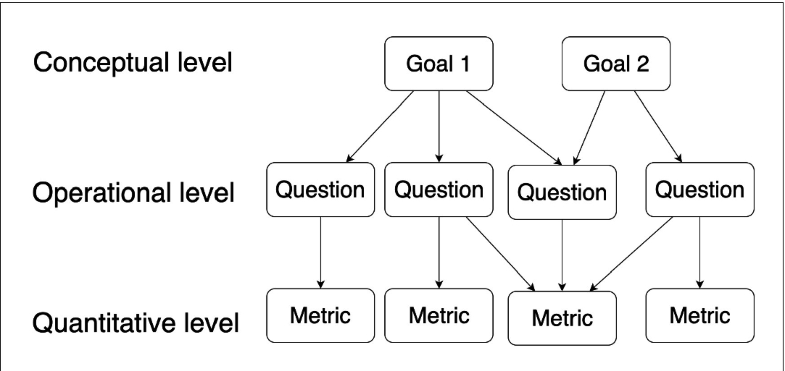 Conceptual level Goal 1 Goal 2
Operational level Question Question Question Question
Quantitative level Metric Metric Metric Metric